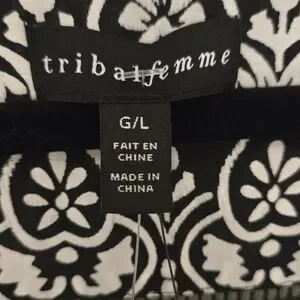 tribalfemme
G/L
FAIT EN
CHINE
MADE IN
CHINA